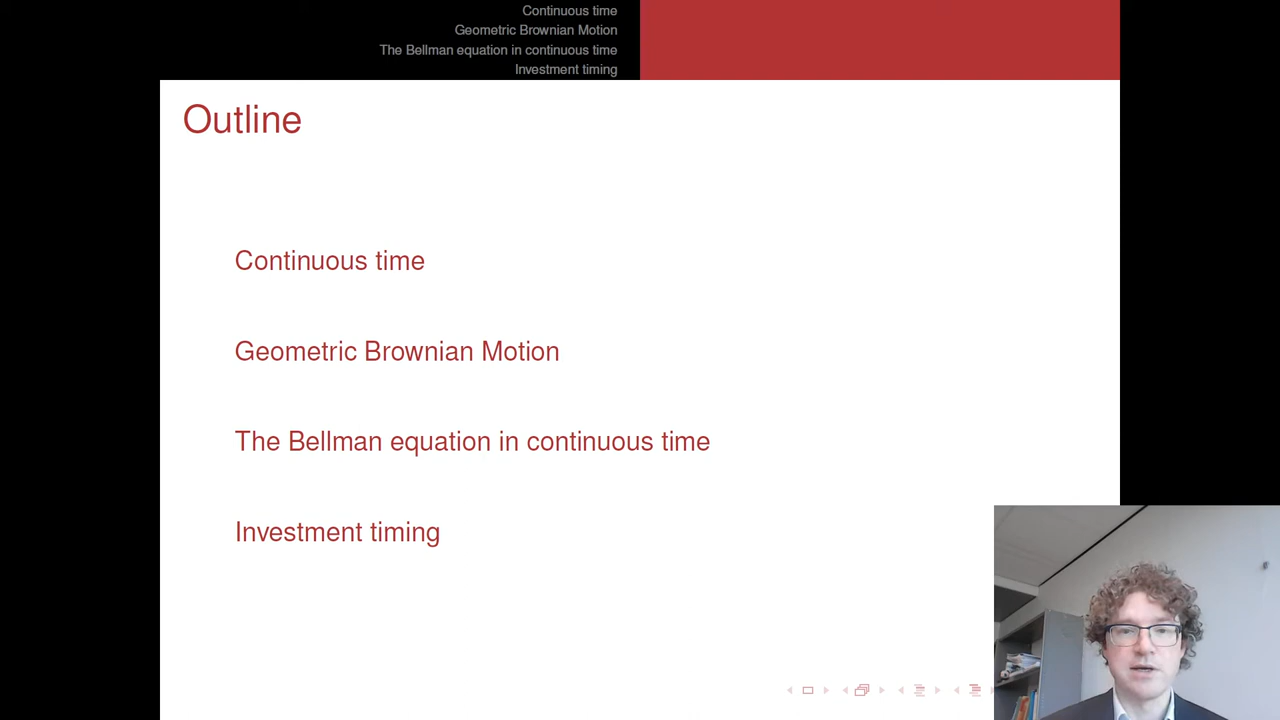 Continuous time
Geometric Brownian Motion
The Bellman equation in continuous time
Investment timing
Outline
Continuous time
Geometric Brownian Motion
The Bellman equation in continuous time
Investment timing